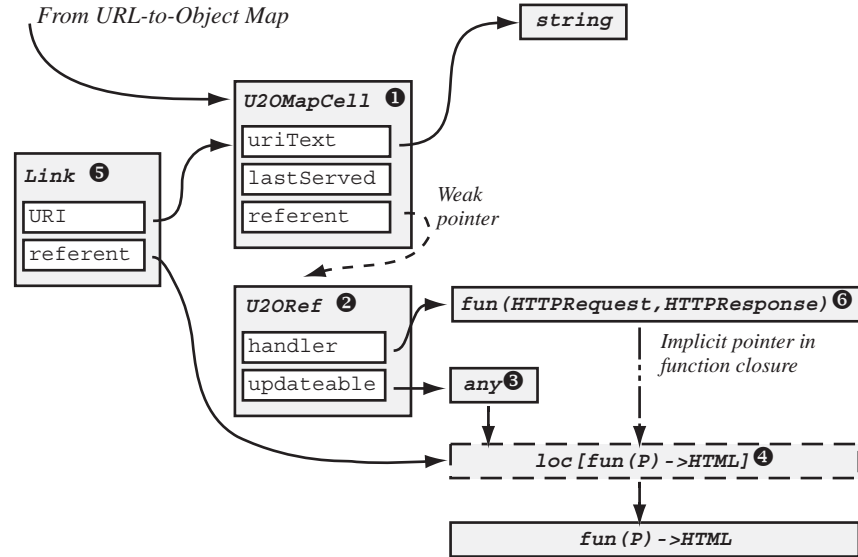 From URL-to-Object Map
string
U2OMapCell ❶
uriText
lastServed
referent
Link ❺
URI
referent
Weak
pointer
U2ORef ❷
handler
updateable
fun(HTTPRequest,HTTPResponse)❻
Implicit pointer in
function closure
any❸
loc[fun(P)->HTML]❹
fun(P)->HTML